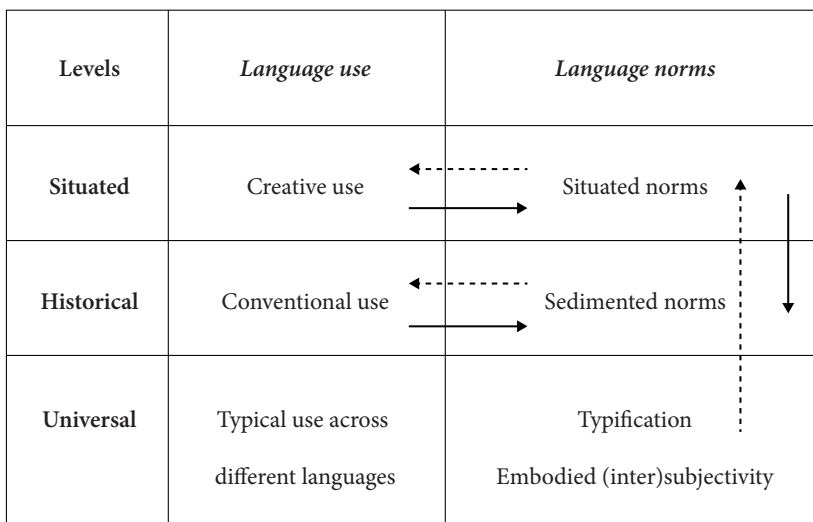 Levels Language use Language norms
Situated Creative use Situated norms
Historical Conventional use Sedimented norms
Universal Typical use across Typification
different languages Embodied (inter)subjectivity